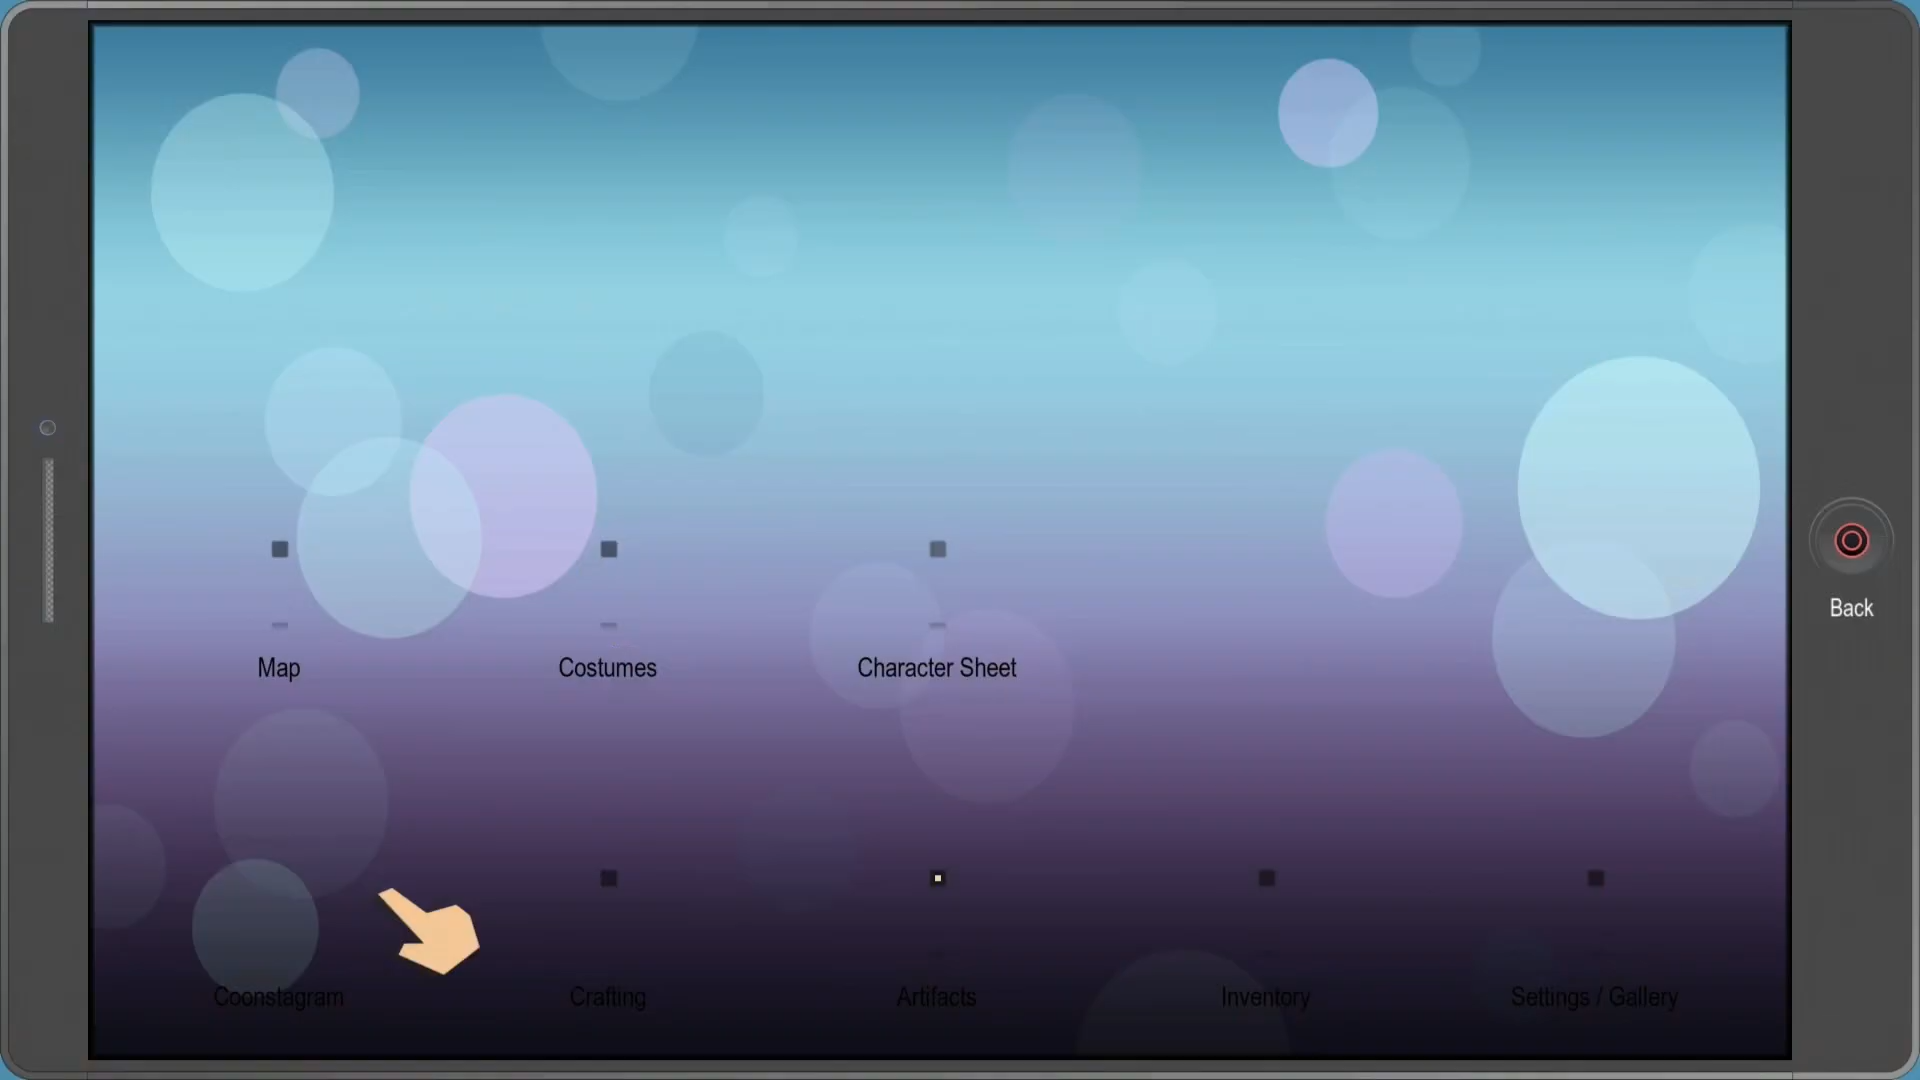 Map
Costumes
Character Sheet
Back
Coonstagram
Crafting
Artifacts
Inventory
Settings / Gallery